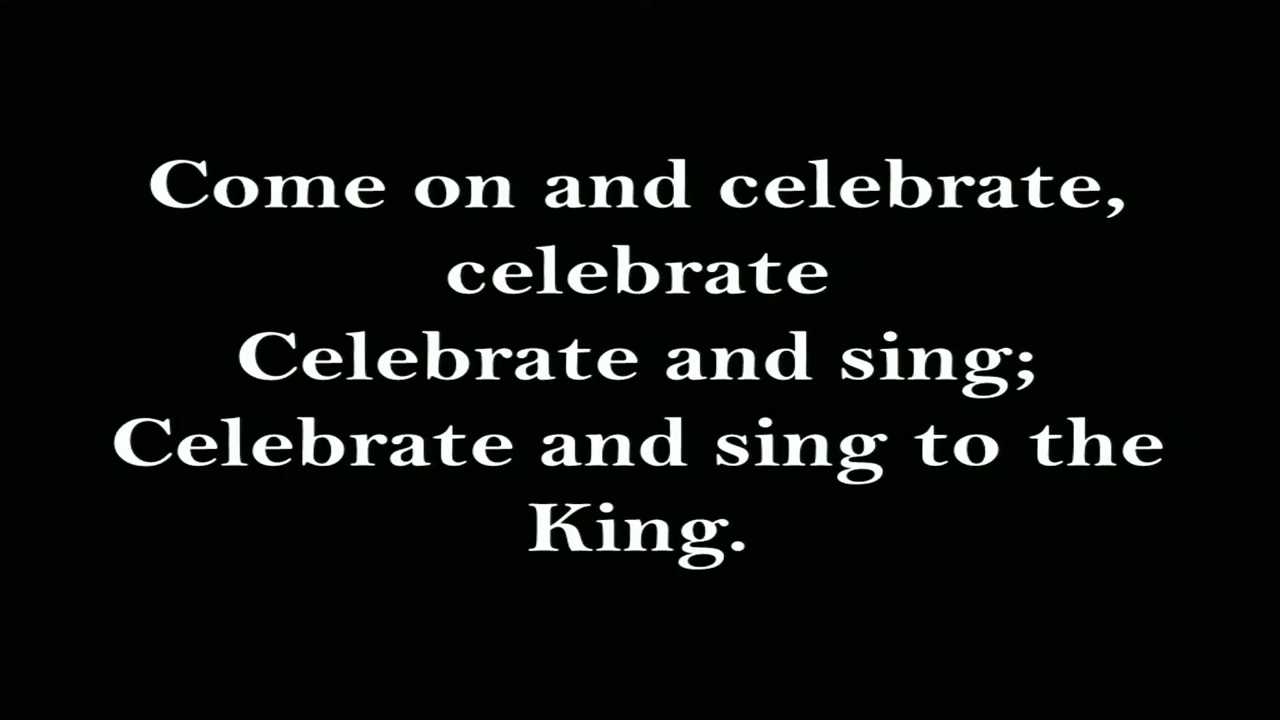 Come on and celebrate,
celebrate
Celebrate and sing;
Celebrate and sing to the
King.